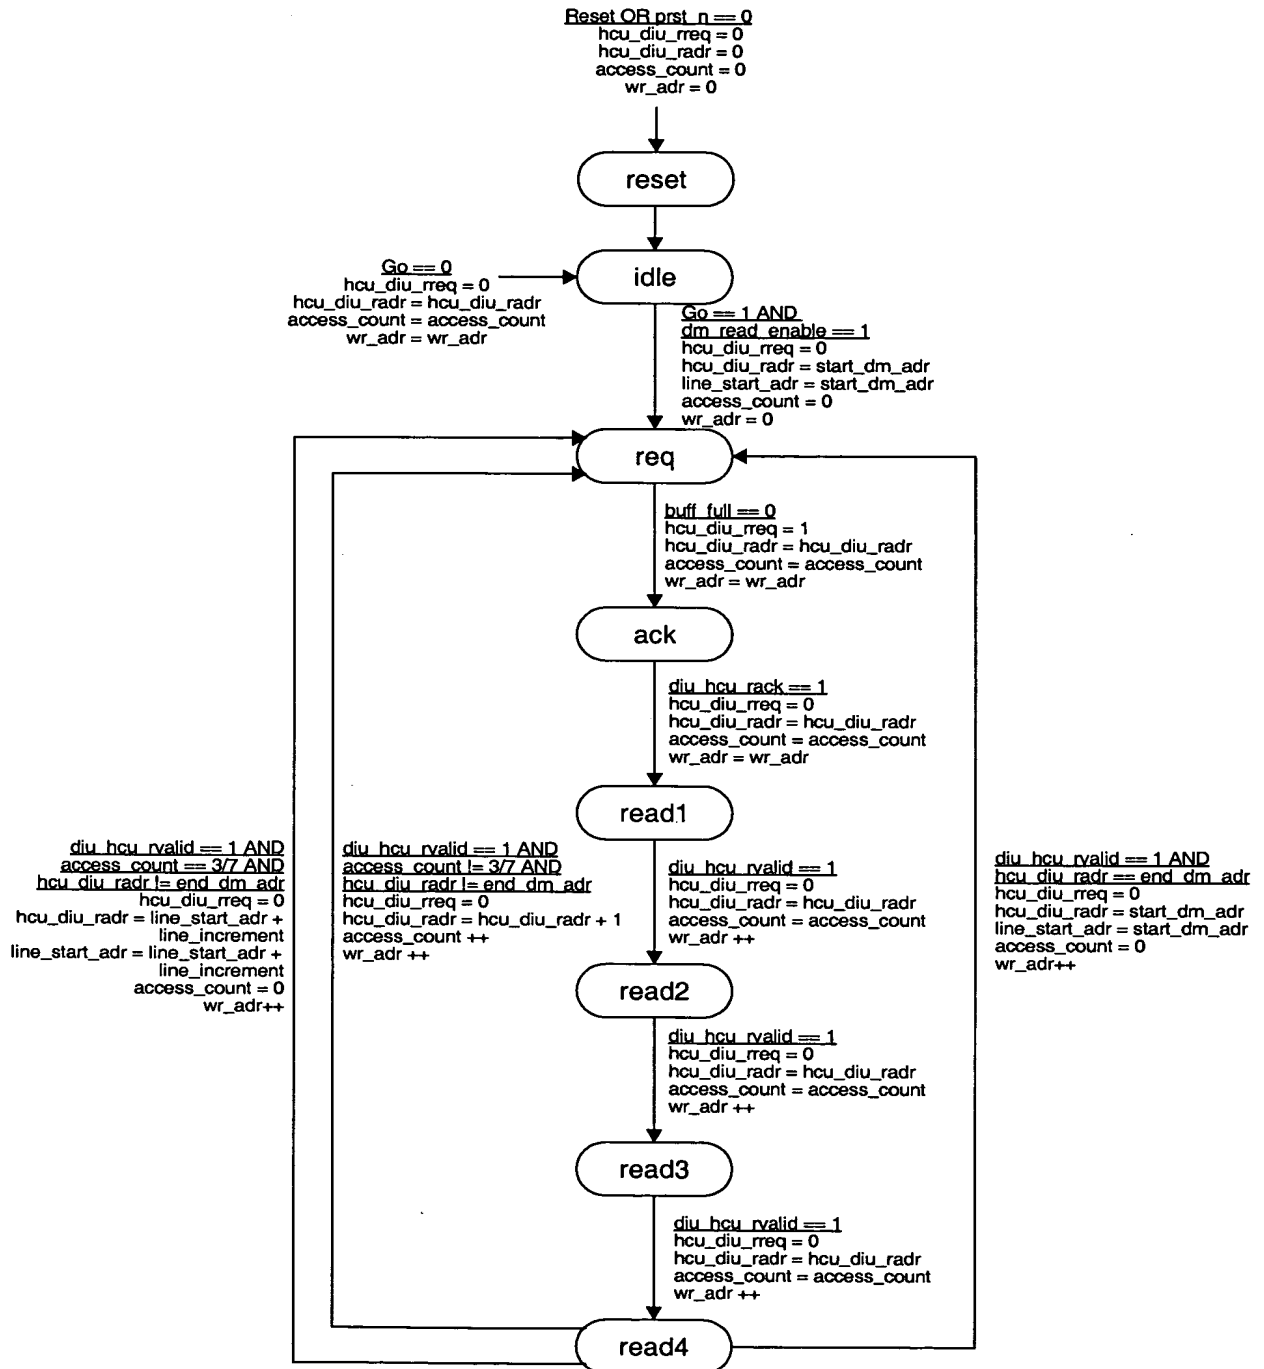 Reset OR prst_n == 0
hcu_diu_rreq = 0
hcu_diu_radr = 0
access_count = 0
wr_adr = 0
reset
idle
Go == 0
hcu_diu_rreq = 0
hcu_diu_radr = hcu_diu_radr
access_count = access_count
wr_adr = wr_adr
Go == 1 AND
dm_read_enable == 1
hcu_diu_rreq = 0
hcu_diu_radr = start_dm_adr
line_start_adr = start_dm_adr
access_count = 0
wr_adr = 0
req
buff_full == 0
hcu_diu_rreq = 1
hcu_diu_radr = hcu_diu_radr
access_count = access_count
wr_adr = wr_adr
ack
diu_hcu_rack == 1
hcu_diu_rreq = 0
hcu_diu_radr = hcu_diu_radr
access_count = access_count
wr_adr = wr_adr
read1
diu_hcu_rvalid == 1 AND
access_count == 3/7 AND
hcu_diu_radr != end_dm_adr
hcu_diu_rreq = 0
hcu_diu_radr = line_start_adr +
line_increment
line_start_adr = line_start_adr +
line_increment
access_count = 0
wr_adr++
diu_hcu_rvalid == 1 AND
access_count != 3/7 AND
hcu_diu_radr != end_dm_adr
hcu_diu_rreq = 0
hcu_diu_radr = hcu_diu_radr + 1
access_count ++
wr_adr ++
diu_hcu_rvalid == 1
hcu_diu_rreq = 0
hcu_diu_radr = hcu_diu_radr
access_count = access_count
wr_adr ++
diu_hcu_rvalid == 1 AND
hcu_diu_radr == end_dm_adr
hcu_diu_rreq = 0
hcu_diu_radr = start_dm_adr
line_start_adr = start_dm_adr
access_count = 0
wr_adr++
read2
diu_hcu_rvalid == 1
hcu_diu_rreq = 0
hcu_diu_radr = hcu_diu_radr
access_count = access_count
wr_adr ++
read3
diu_hcu_rvalid == 1
hcu_diu_rreq = 0
hcu_diu_radr = hcu_diu_radr
access_count = access_count
wr_adr ++
read4